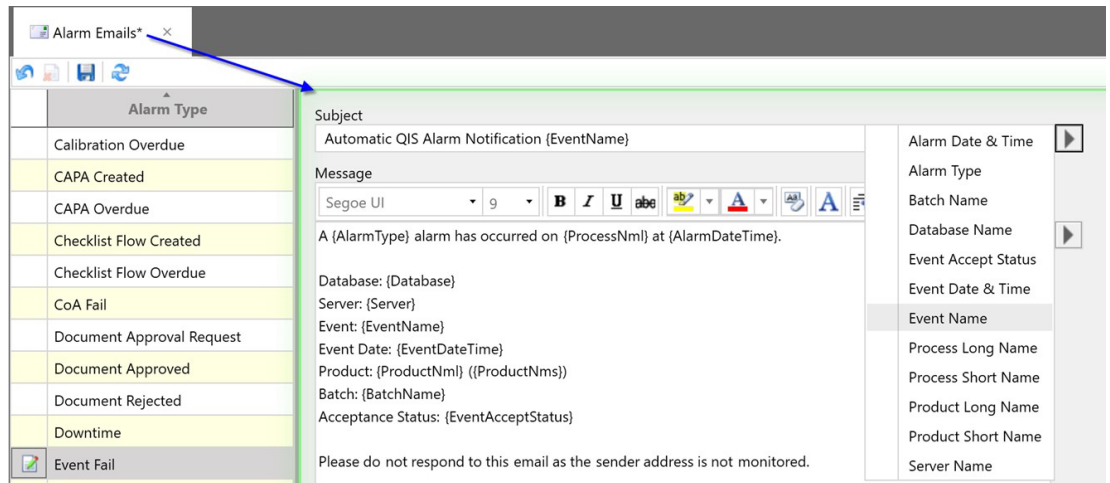 Alarm Emails*
Alarm Type
Calibration Overdue
CAPA Created
CAPA Overdue
Checklist Flow Created
Checklist Flow Overdue
CoA Fail
Document Approval Request
Document Approved
Document Rejected
Downtime
Event Fail
Subject
Automatic QIS Alarm Notification {EventName}
Message
Segoe UI 9 B I U abc ab A A
A {AlarmType} alarm has occurred on {ProcessNml} at {AlarmDateTime}.
Database: {Database}
Server: {Server}
Event: {EventName}
Event Date: {EventDateTime}
Product: {ProductNml} ({ProductNms})
Batch: {BatchName}
Acceptance Status: {EventAcceptStatus}
Please do not respond to this email as the sender address is not monitored.
Alarm Date & Time
Alarm Type
Batch Name
Database Name
Event Accept Status
Event Date & Time
Event Name
Process Long Name
Process Short Name
Product Long Name
Product Short Name
Server Name